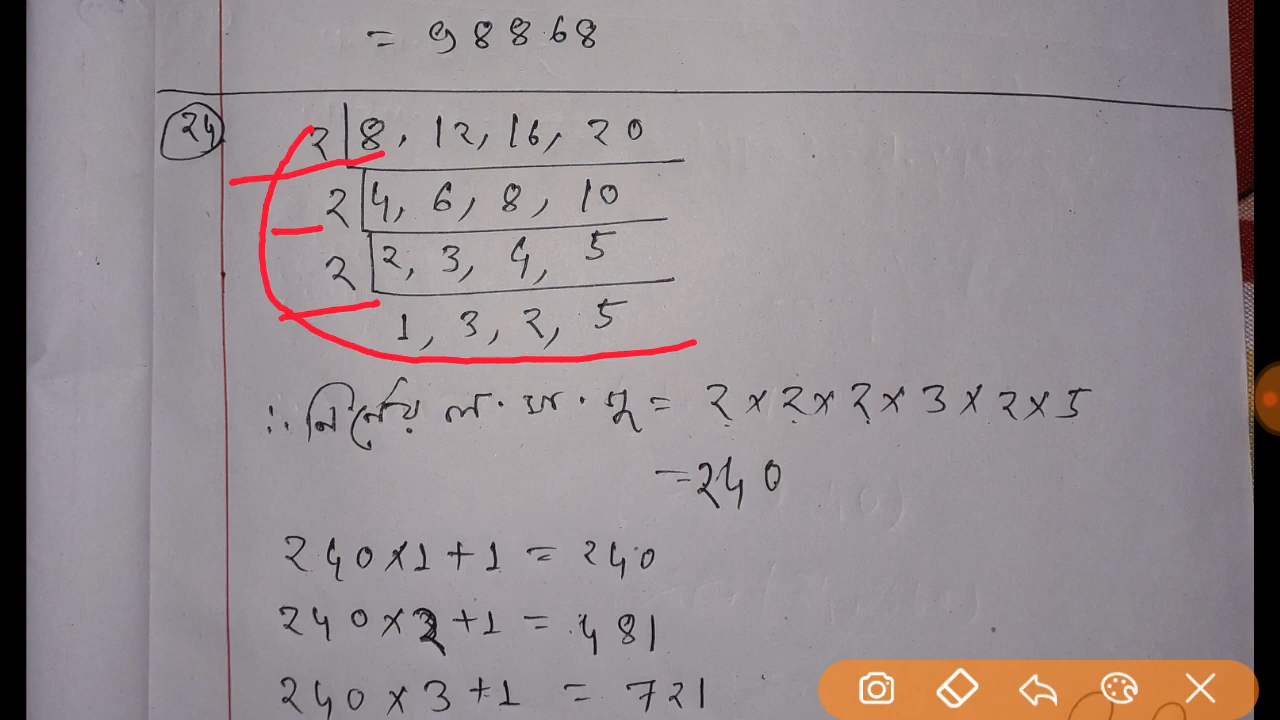 = 98868
24
2 | 8, 12, 16, 20
2 | 4, 6, 8, 10
2 | 2, 3, 4, 5
1, 3, 2, 5
∴ নির্ণেয় ল. সা. গু = 2 × 2 × 2 × 3 × 2 × 5
= 240
240 × 1 + 1 = 240
240 × 2 + 1 = 481
240 × 3 + 1 = 721